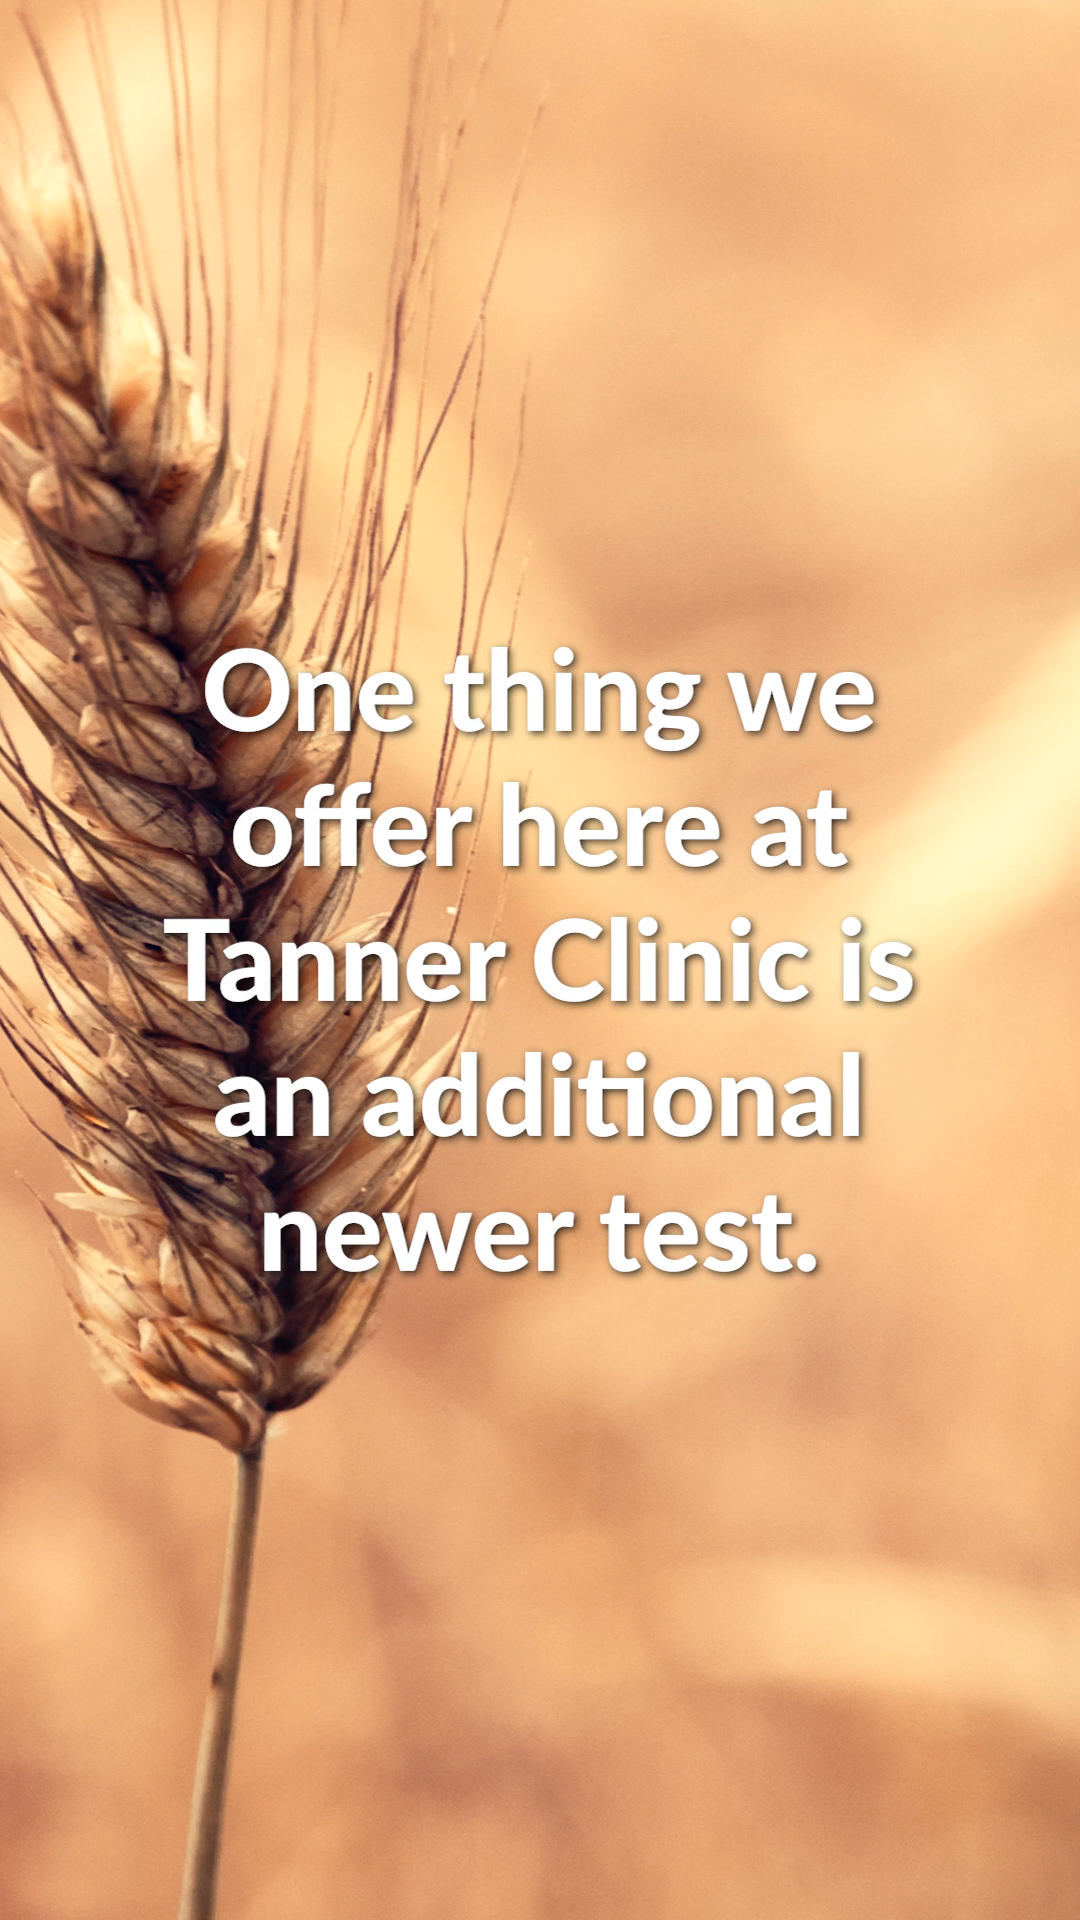 One thing we
offer here at
Tanner Clinic is
an additional
newer test.